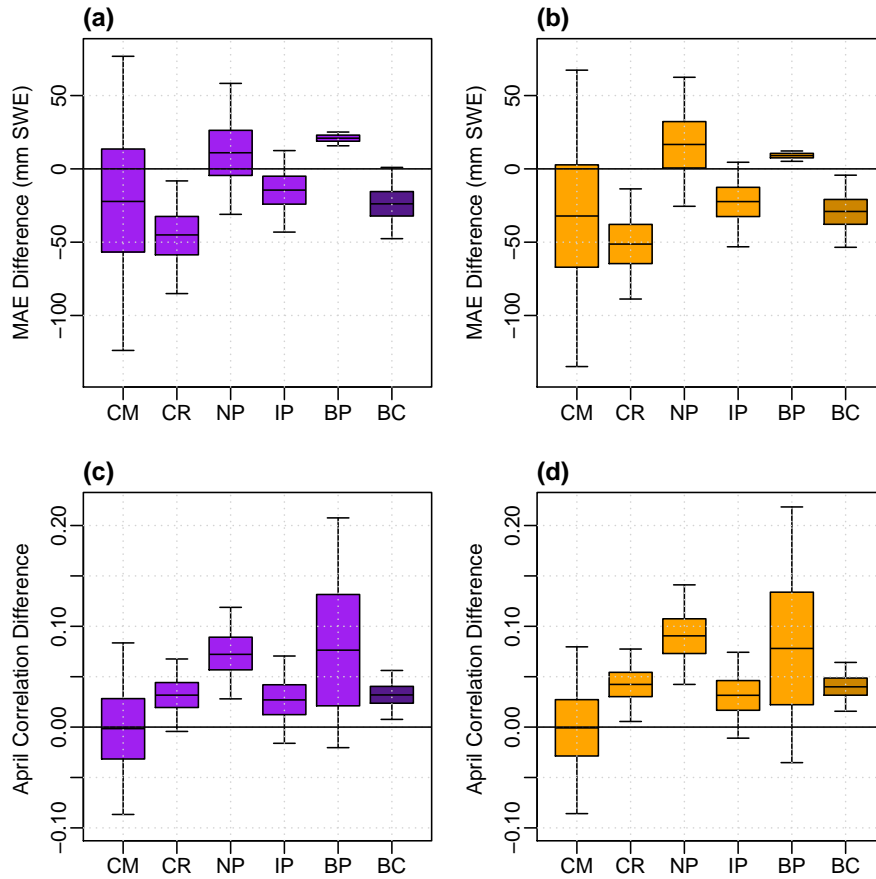 (a)
MAE Difference (mm SWE)
50
0
−50
−100
CM CR NP IP BP BC
(b)
MAE Difference (mm SWE)
50
0
−50
−100
CM CR NP IP BP BC
(c)
April Correlation Difference
0.20
0.10
0.00
−0.10
CM CR NP IP BP BC
(d)
April Correlation Difference
0.20
0.10
0.00
−0.10
CM CR NP IP BP BC